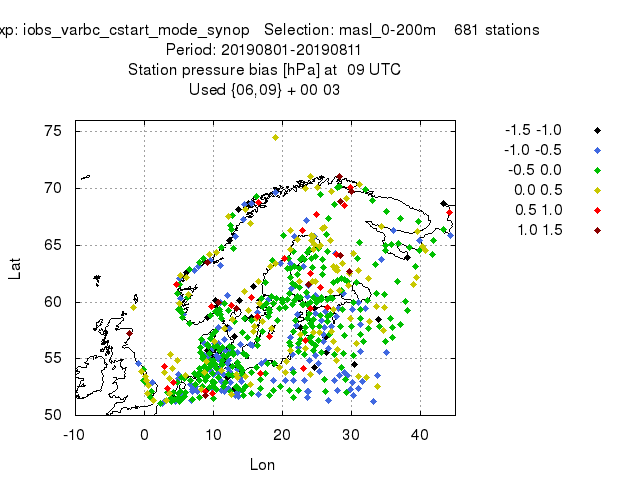 xp: iobs_varbc_cstart_mode_synop Selection: masl_0-200m 681 stations
Period: 20190801-20190811
Station pressure bias [hPa] at 09 UTC
Used {06,09} + 00 03
75
70
65
60
55
50
Lat
-10 0 10 20 30 40
Lon
-1.5 -1.0
-1.0 -0.5
-0.5 0.0
0.0 0.5
0.5 1.0
1.0 1.5